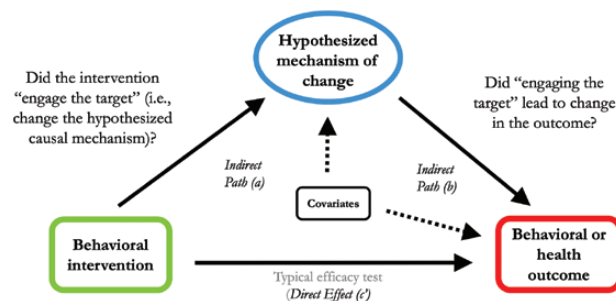 Hypothesized
mechanism of
change
Did the intervention
"engage the target" (i.e.,
change the hypothesized
causal mechanism)?
Did "engaging the
target" lead to change
in the outcome?
Indirect
Path (a)
Indirect
Path (b)
Covariates
Behavioral
intervention
Behavioral or
health
outcome
Typical efficacy test
(Direct Effect (c')